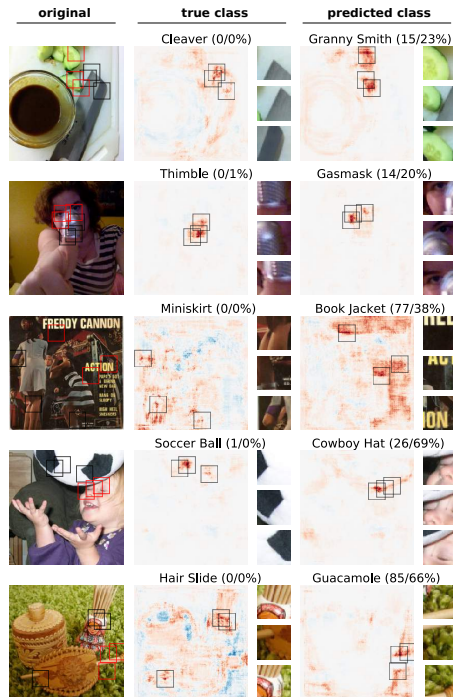 original
true class
predicted class
Cleaver (0/0%)
Granny Smith (15/23%)
Thimble (0/1%)
Gasmask (14/20%)
Miniskirt (0/0%)
Book Jacket (77/38%)
FREDDY CANNON
ACTION
Soccer Ball (1/0%)
Cowboy Hat (26/69%)
Hair Slide (0/0%)
Guacamole (85/66%)